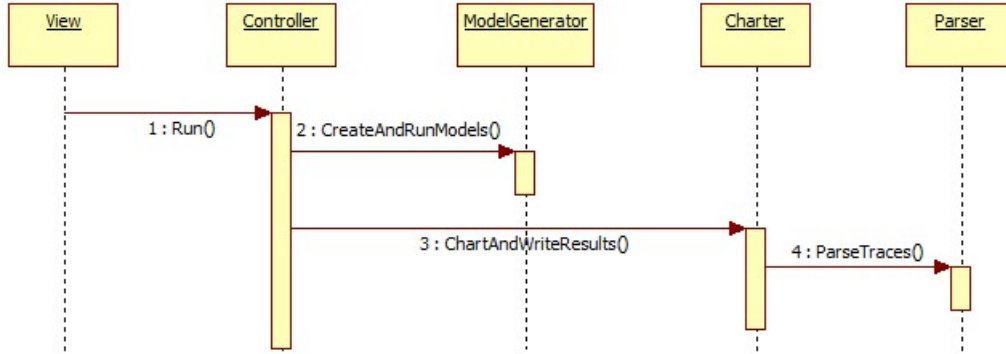 View
Controller
ModelGenerator
Charter
Parser
1 : Run()
2 : CreateAndRunModels()
3 : ChartAndWriteResults()
4 : ParseTraces()